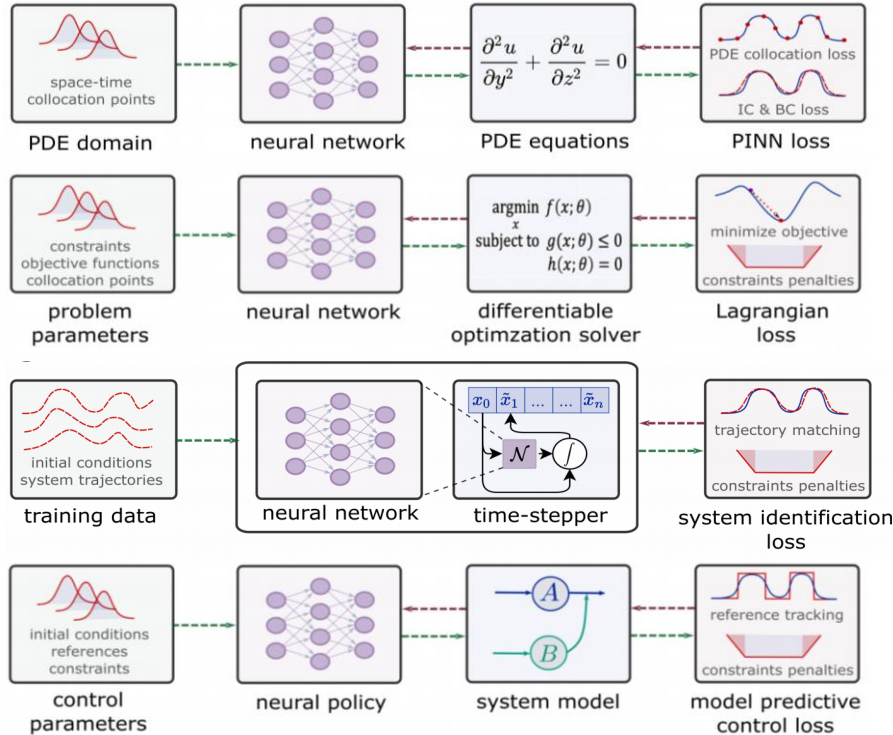 space-time
collocation points
PDE domain
neural network
∂²u/∂y² + ∂²u/∂z² = 0
PDE equations
PDE collocation loss
IC & BC loss
PINN loss
constraints
objective functions
collocation points
problem
parameters
neural network
argmin f(x;θ)
x
subject to g(x;θ) ≤ 0
h(x;θ) = 0
differentiable
optimzation solver
minimize objective
constraints penalties
Lagrangian
loss
initial conditions
system trajectories
training data
neural network
x₀ x̃₁ ... ... x̃ₙ
𝒩 ∫
time-stepper
trajectory matching
constraints penalties
system identification
loss
initial conditions
references
constraints
control
parameters
neural policy
A
B
system model
reference tracking
constraints penalties
model predictive
control loss